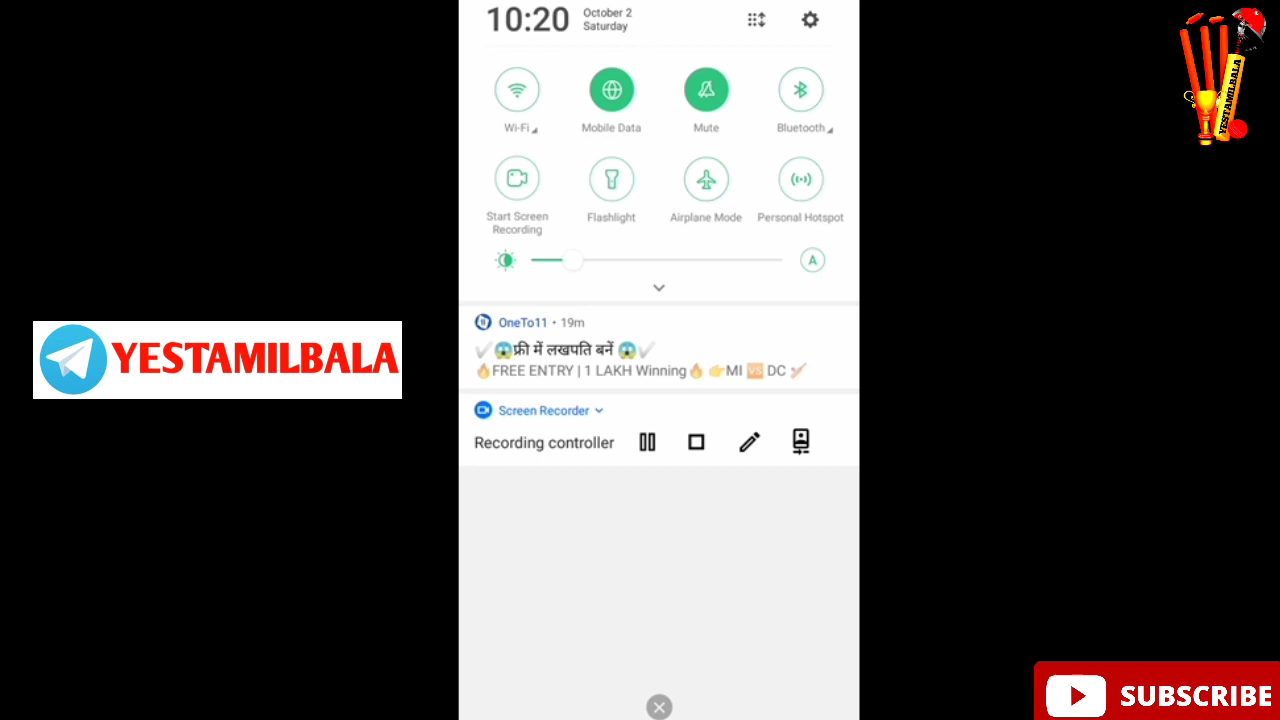 10:20
October 2
Saturday
Wi-Fi
Mobile Data
Mute
Bluetooth
Start Screen
Recording
Flashlight
Airplane Mode
Personal Hotspot
A
OneTo11 • 19m
✔😱फ्री में लखपति बनें 😱✔
🔥FREE ENTRY | 1 LAKH Winning🔥 👉MI 🆚 DC 🏏
Screen Recorder
Recording controller
YESTAMILBALA
YESTAMILBALA
SUBSCRIBE